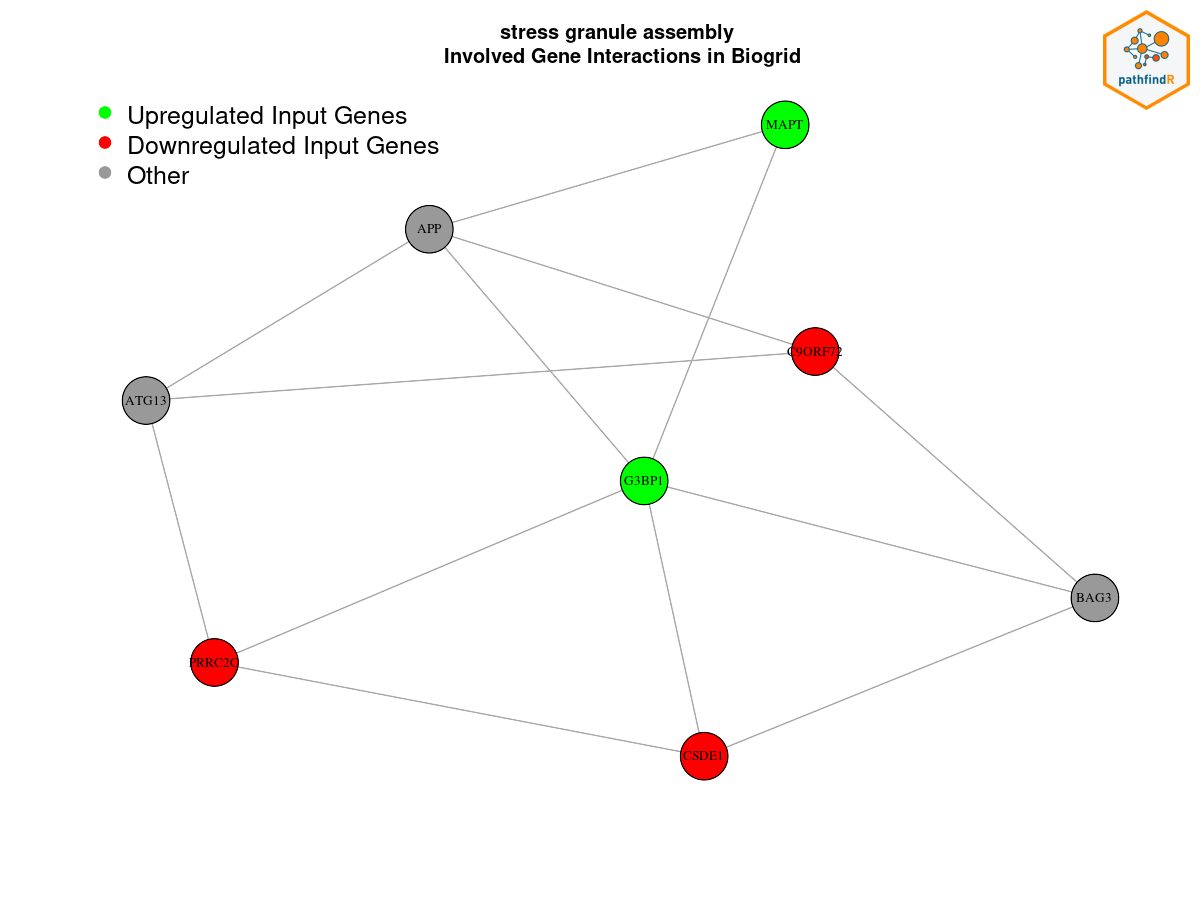 stress granule assembly
Involved Gene Interactions in Biogrid
pathfindR
Upregulated Input Genes
Downregulated Input Genes
Other
MAPT
APP
C9ORF72
ATG13
G3BP1
BAG3
PRRC2C
CSDE1